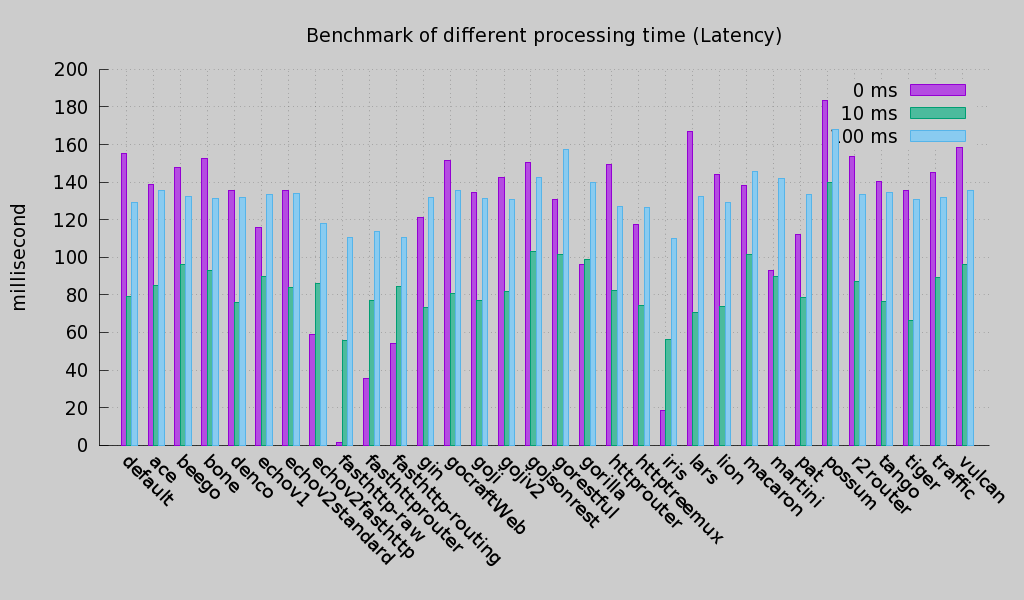 Benchmark of different processing time (Latency)
millisecond
200
180
160
140
120
100
80
60
40
20
0
0 ms
10 ms
00 ms
default
ace
beego
bone
denco
echov1
echov2standard
echov2fasthttp
fasthttp-raw
fasthttprouter
fasthttp-routing
gin
gocraftWeb
goji
gojiv2
gojsonrest
gorestful
gorilla
httprouter
httptreemux
iris
lars
lion
macaron
martini
pat
possum
r2router
tango
tiger
traffic
vulcan